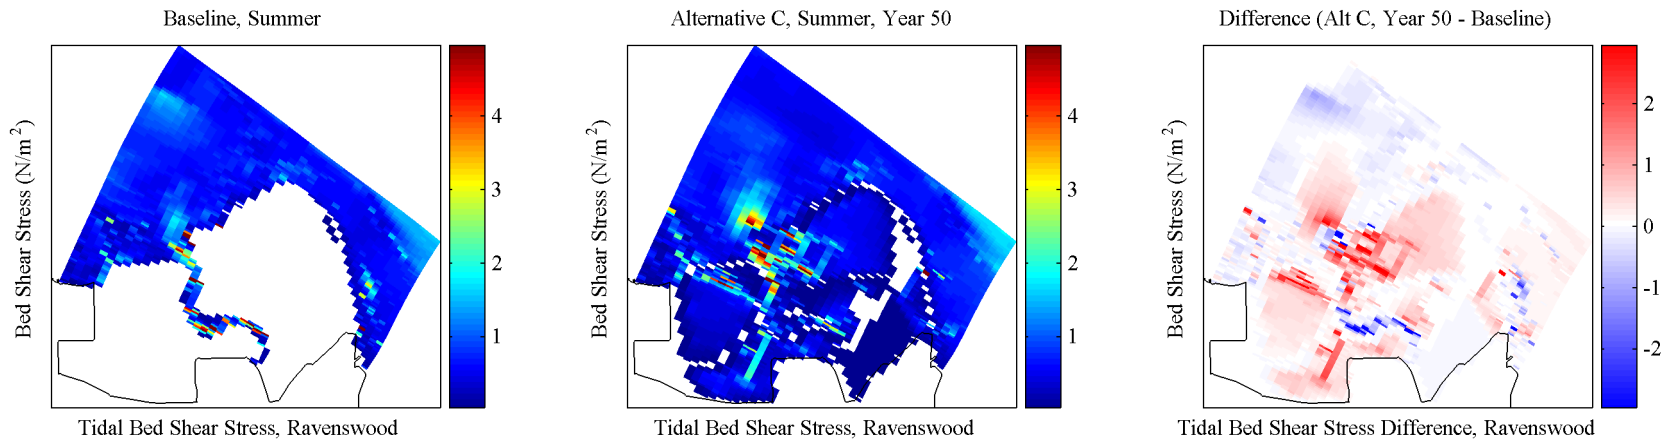 Baseline, Summer
Bed Shear Stress (N/m²)
4
3
2
1
Tidal Bed Shear Stress, Ravenswood
Alternative C, Summer, Year 50
Bed Shear Stress (N/m²)
4
3
2
1
Tidal Bed Shear Stress, Ravenswood
Difference (Alt C, Year 50 - Baseline)
Bed Shear Stress (N/m²)
2
1
0
-1
-2
Tidal Bed Shear Stress Difference, Ravenswood